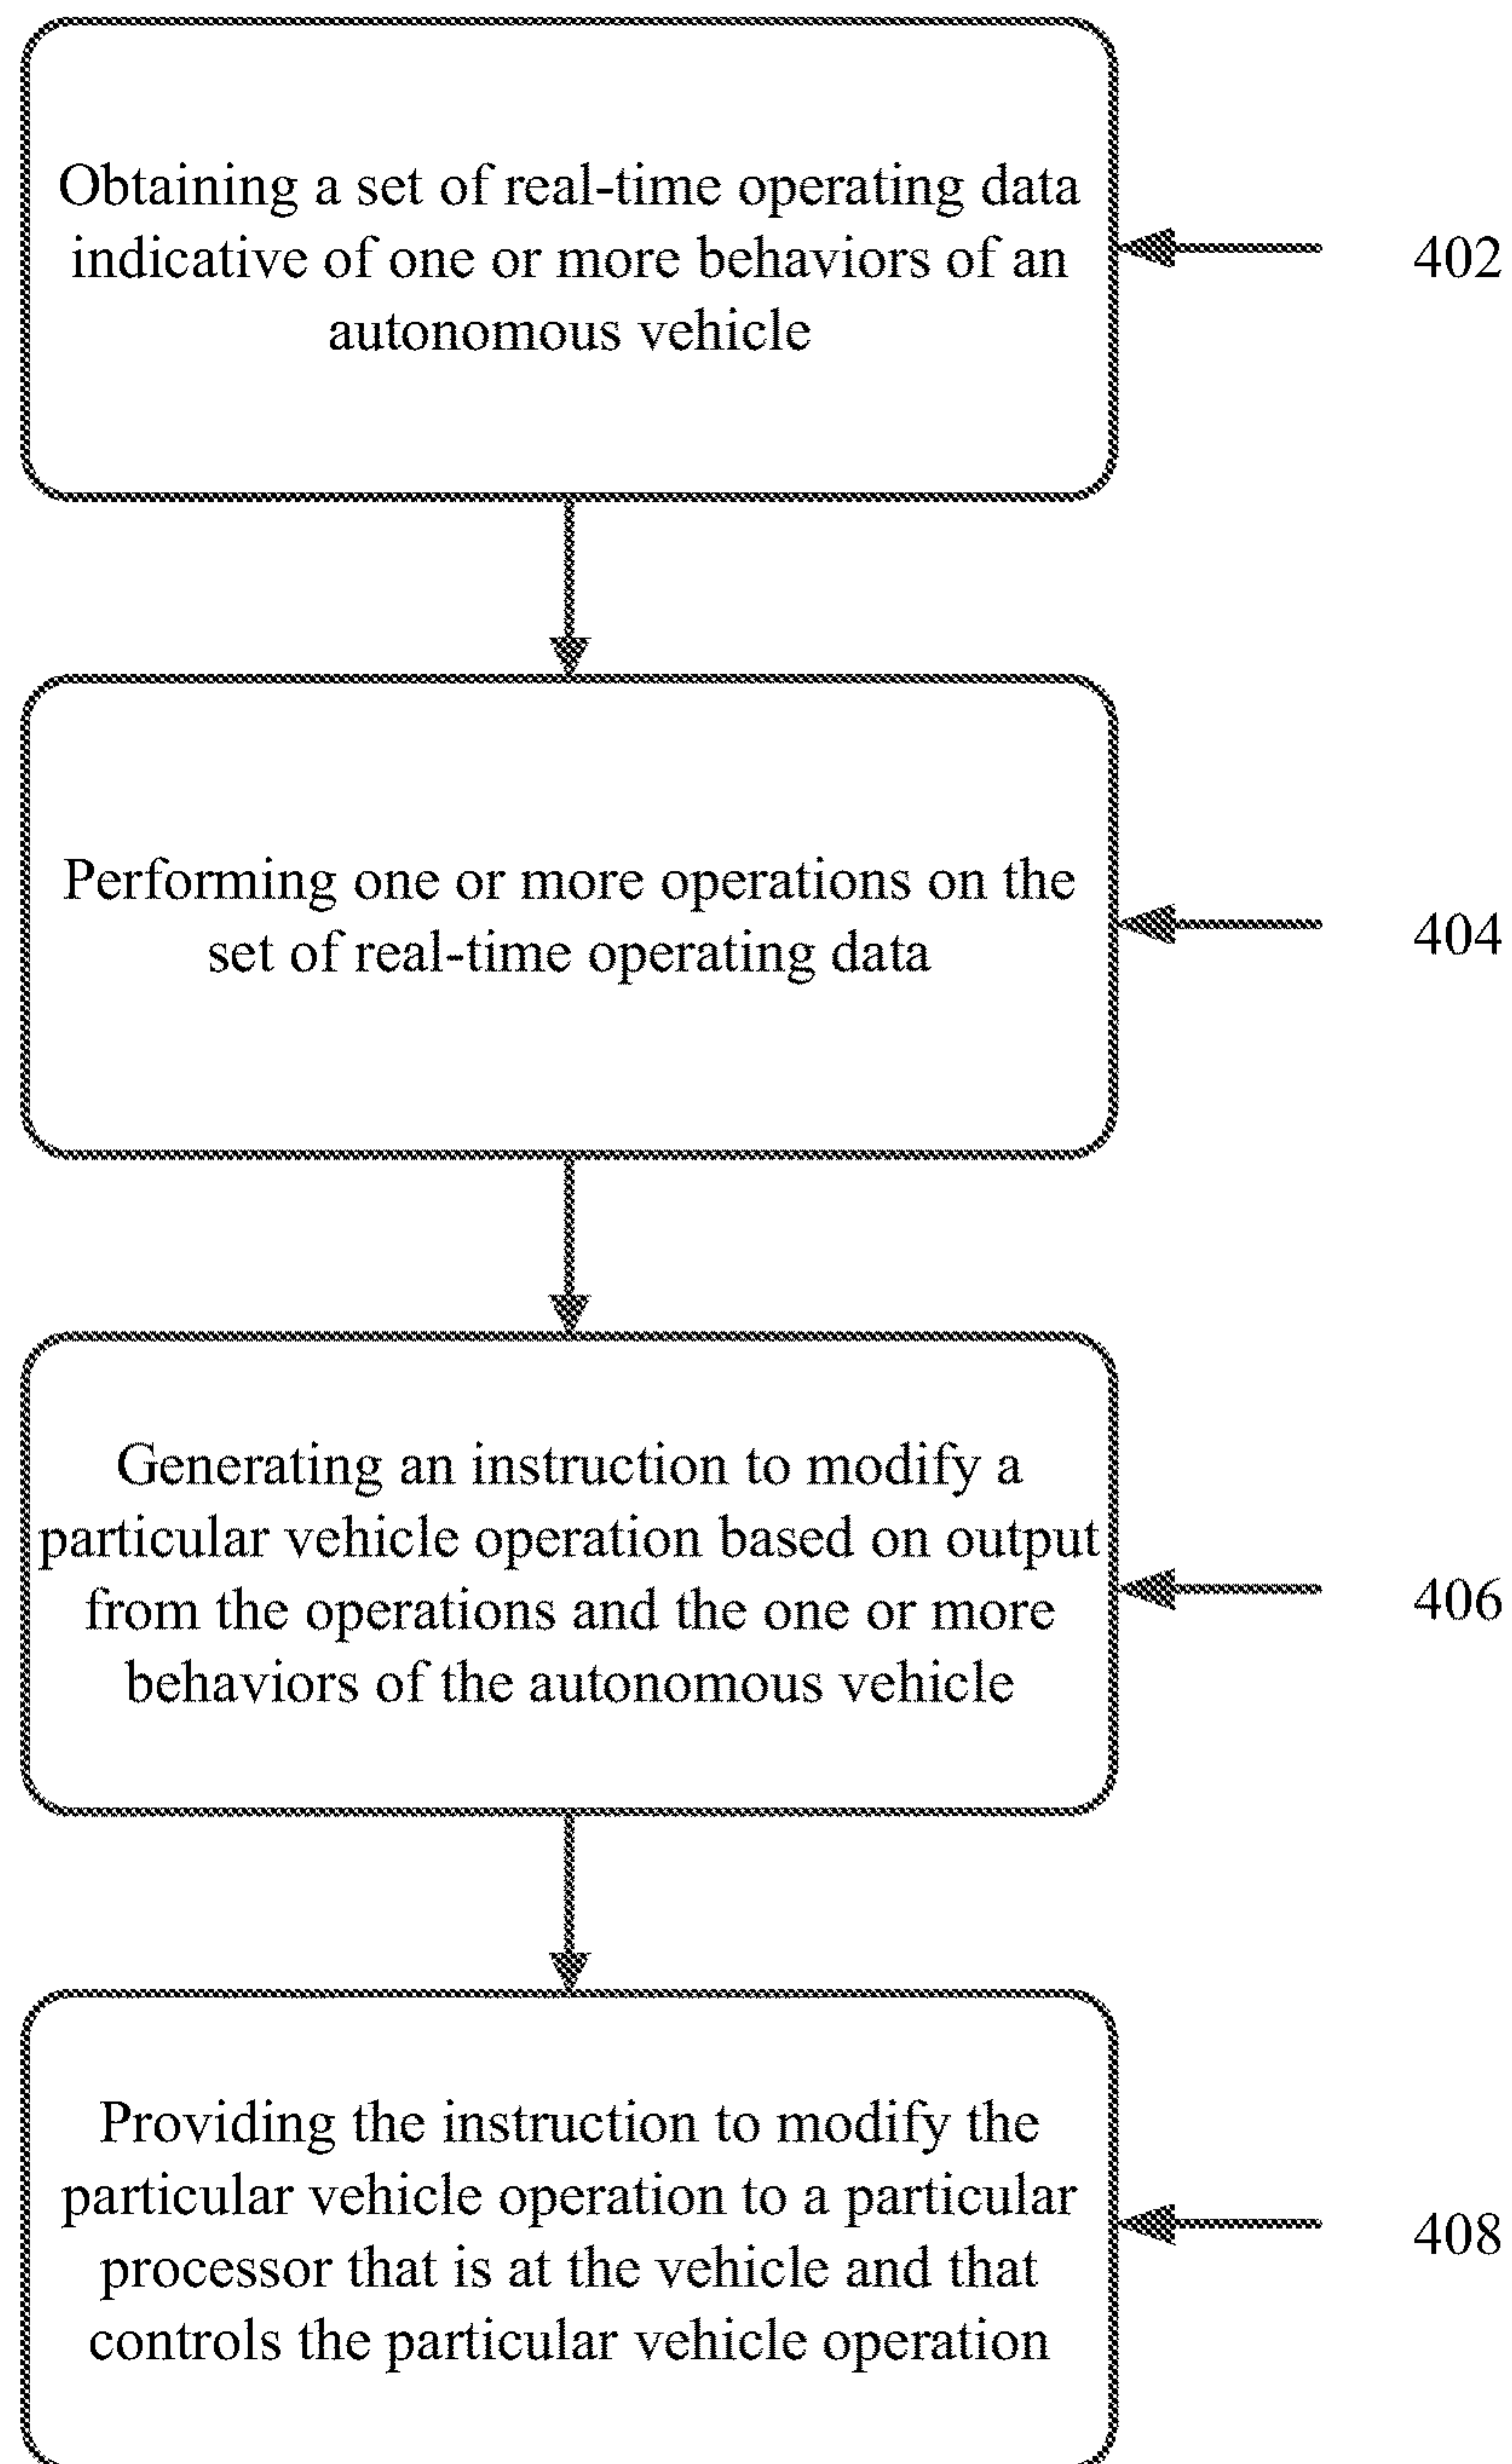 Obtaining a set of real-time operating data
indicative of one or more behaviors of an
autonomous vehicle
402
Performing one or more operations on the
set of real-time operating data
404
Generating an instruction to modify a
particular vehicle operation based on output
from the operations and the one or more
behaviors of the autonomous vehicle
406
Providing the instruction to modify the
particular vehicle operation to a particular
processor that is at the vehicle and that
controls the particular vehicle operation
408